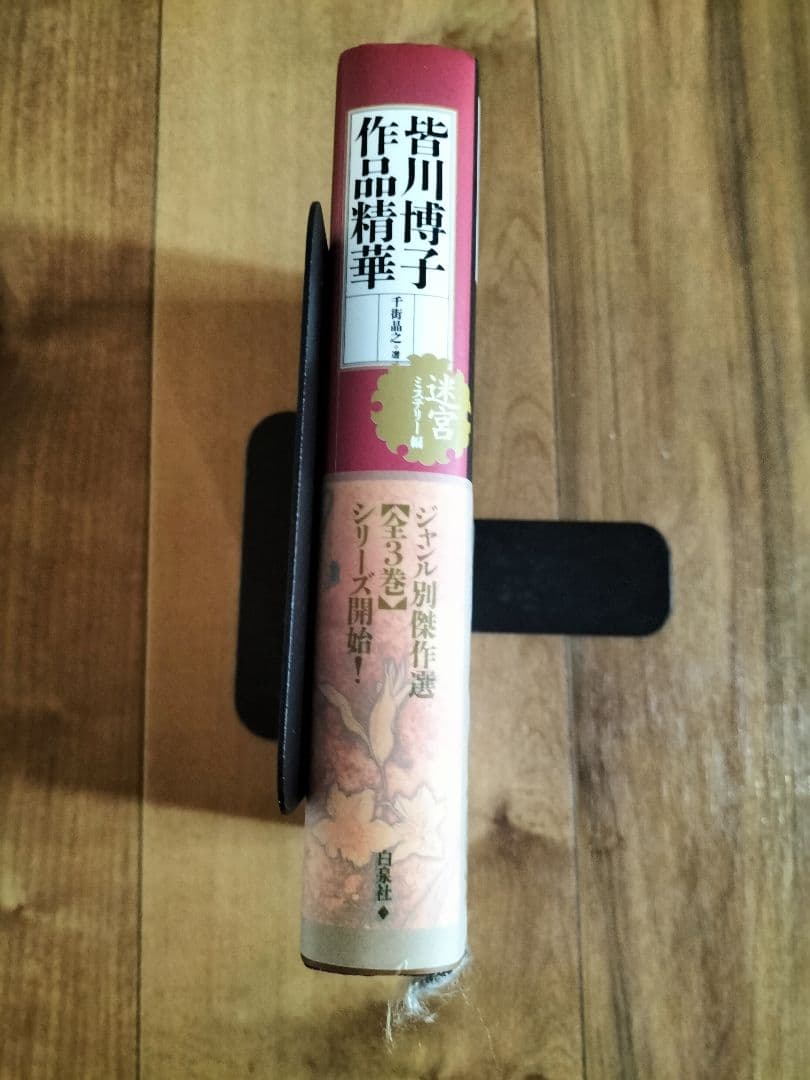 皆川博子
作品精華
千街晶之◦選
迷宮
ミステリー編
ジャンル別傑作選
【全3巻】
シリーズ開始!
白泉社◆